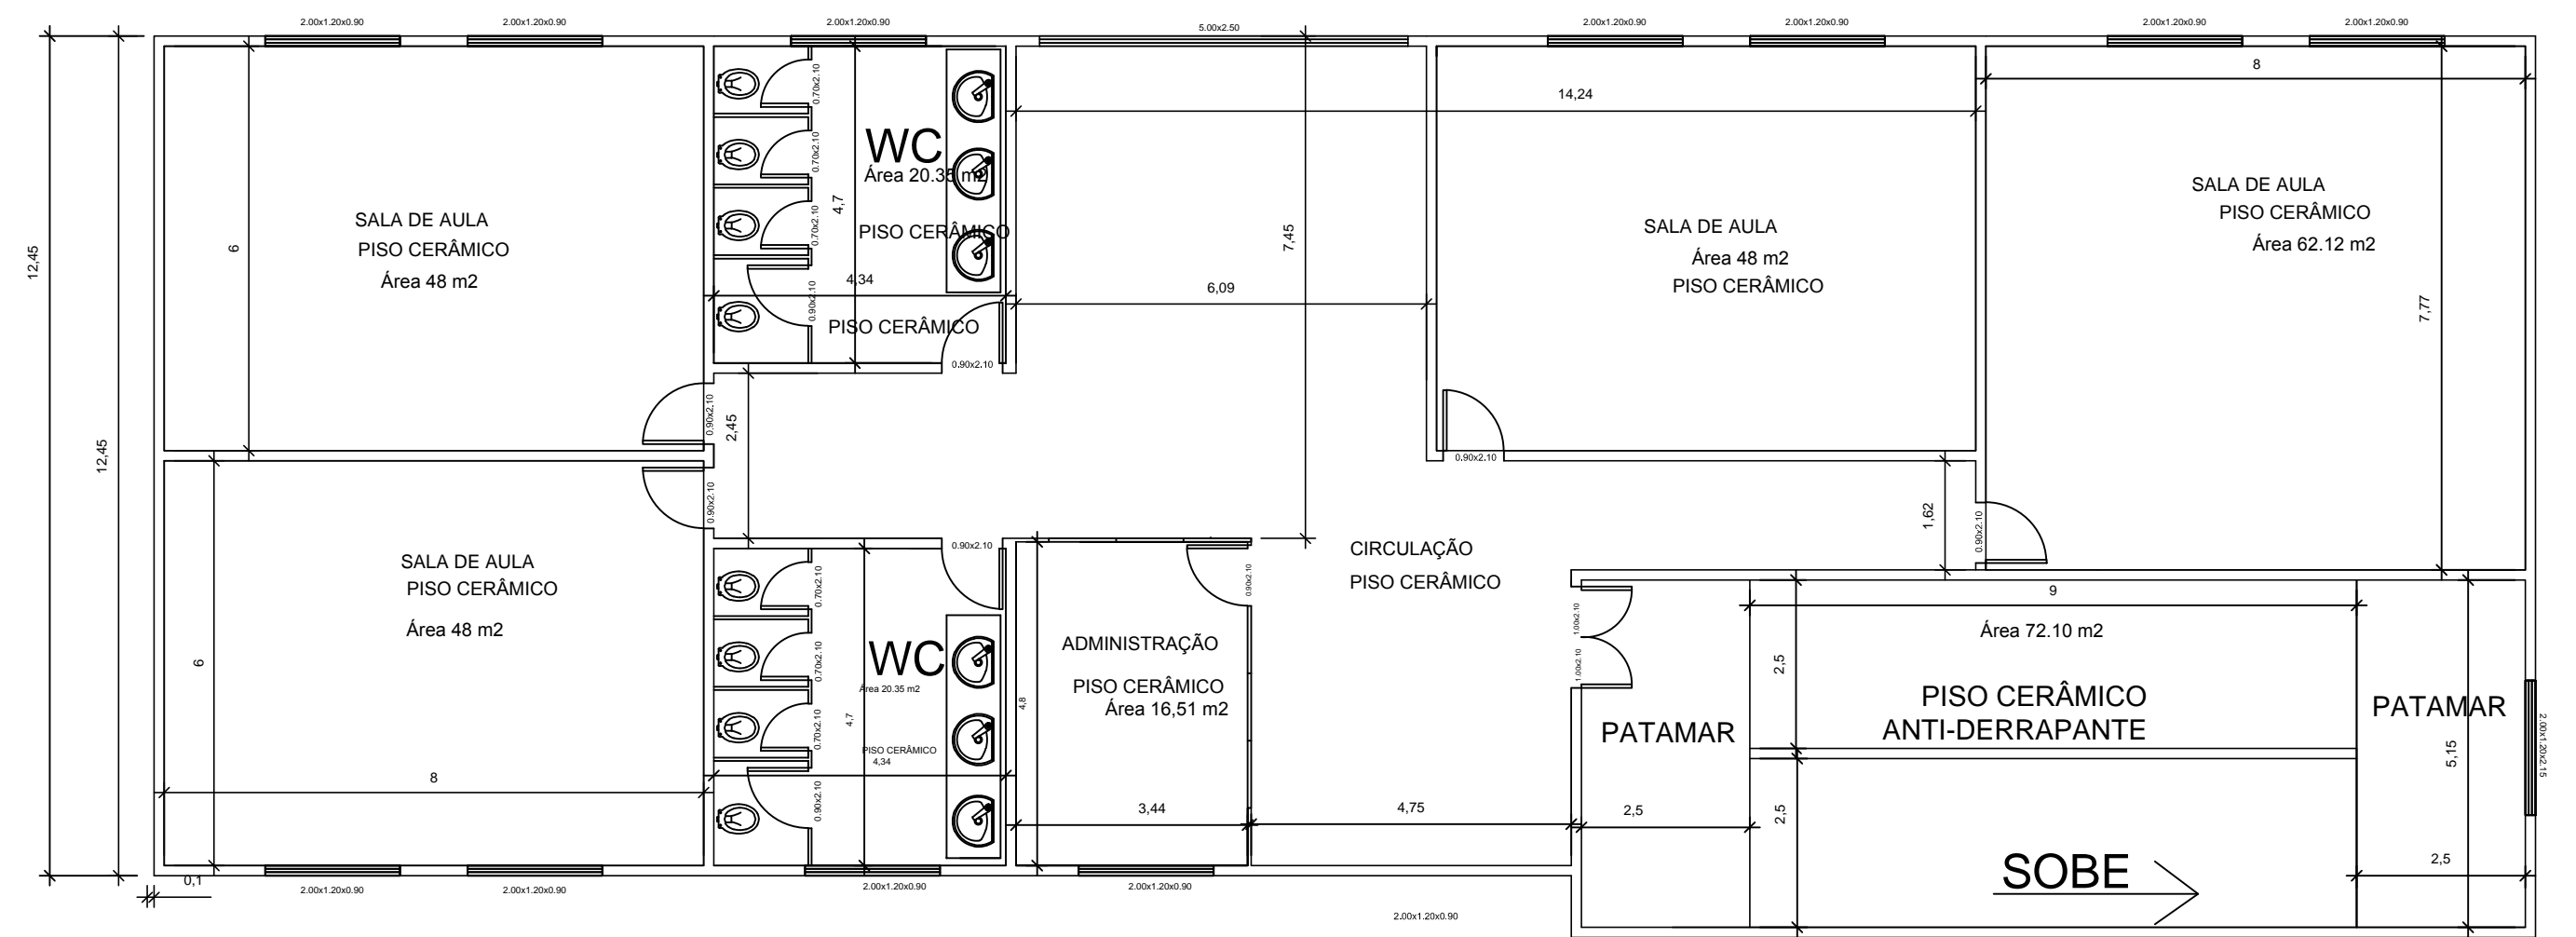 2.00x1.20x0.90
2.00x1.20x0.90
2.00x1.20x0.90
5.00x2.50
2.00x1.20x0.90
2.00x1.20x0.90
2.00x1.20x0.90
2.00x1.20x0.90
12,45
12,45
SALA DE AULA
PISO CERÂMICO
Área 48 m2
6
0.70x2.10
0.70x2.10
0.70x2.10
0.90x2.10
WC
Área 20.35 m2
4,7
PISO CERÂMICO
4,34
PISO CERÂMICO
0.90x2.10
14,24
7,45
6,09
SALA DE AULA
Área 48 m2
PISO CERÂMICO
0.90x2.10
8
SALA DE AULA
PISO CERÂMICO
Área 62.12 m2
7,77
0.90x2.10
0.90x2.10
2,45
1,62
0.90x2.10
SALA DE AULA
PISO CERÂMICO
Área 48 m2
6
8
0.90x2.10
0.70x2.10
0.70x2.10
0.70x2.10
0.90x2.10
WC
Área 20.35 m2
4,7
PISO CERÂMICO
4,34
4,8
ADMINISTRAÇÃO
PISO CERÂMICO
Área 16,51 m2
3,44
0.90x2.10
CIRCULAÇÃO
PISO CERÂMICO
4,75
1.00x2.10
1.00x2.10
PATAMAR
2,5
9
Área 72.10 m2
2,5
PISO CERÂMICO
ANTI-DERRAPANTE
2,5
SOBE
PATAMAR
5,15
2,5
2.00x1.20x2.15
0,1
2.00x1.20x0.90
2.00x1.20x0.90
2.00x1.20x0.90
2.00x1.20x0.90
2.00x1.20x0.90